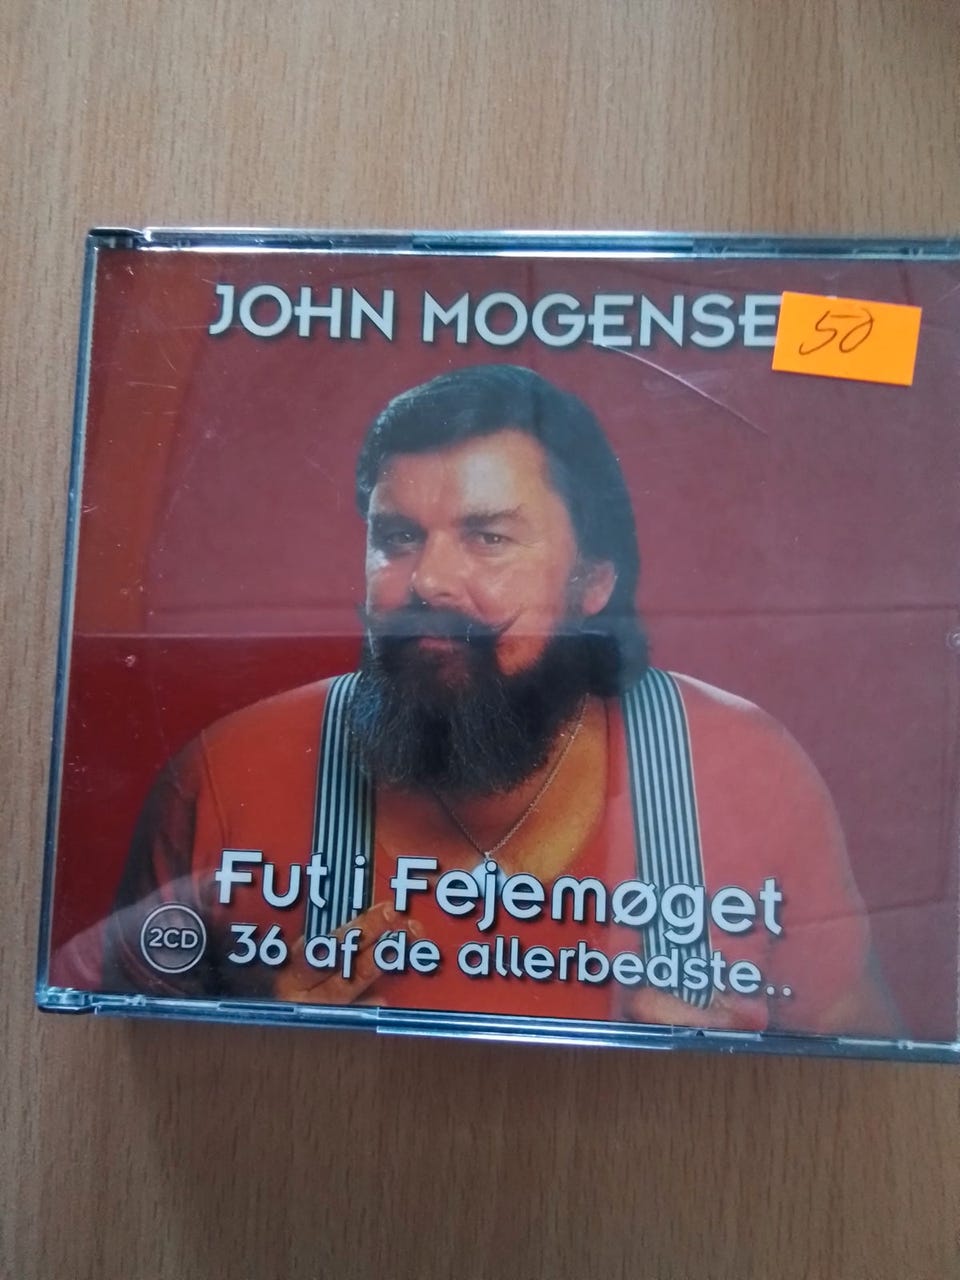 JOHN MOGENSE
50
Fut i Fejemøget
2CD
36 af de allerbedste..